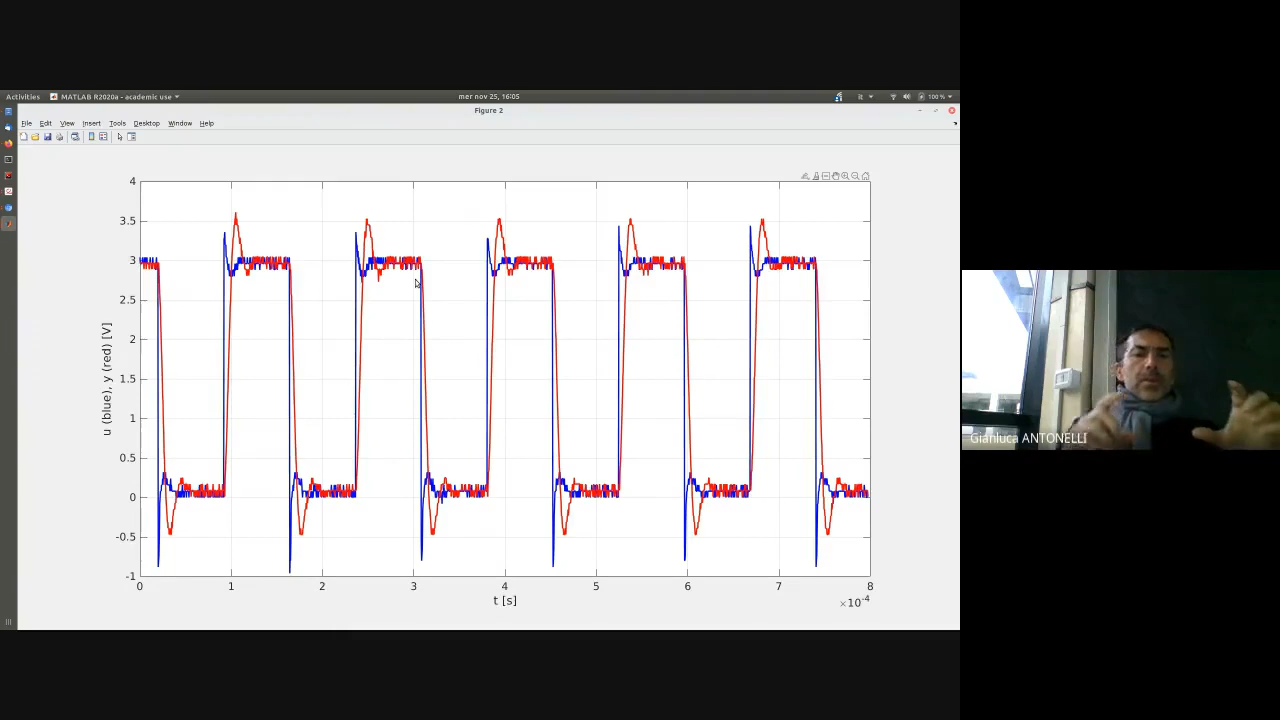 Activities MATLAB R2020a - academic use mer nov 25, 16:05 it 100 %
Figure 2
File Edit View Insert Tools Desktop Window Help
4
3.5
3
2.5
2
1.5
1
0.5
0
-0.5
-1
u (blue), y (red) [V]
0 1 2 3 4 5 6 7 8
t [s]
×10-4
Gianluca ANTONELLI